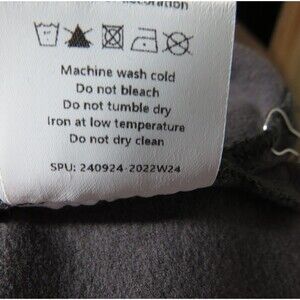 decoration
Machine wash cold
Do not bleach
Do not tumble dry
Iron at low temperature
Do not dry clean
SPU: 240924-2022W24